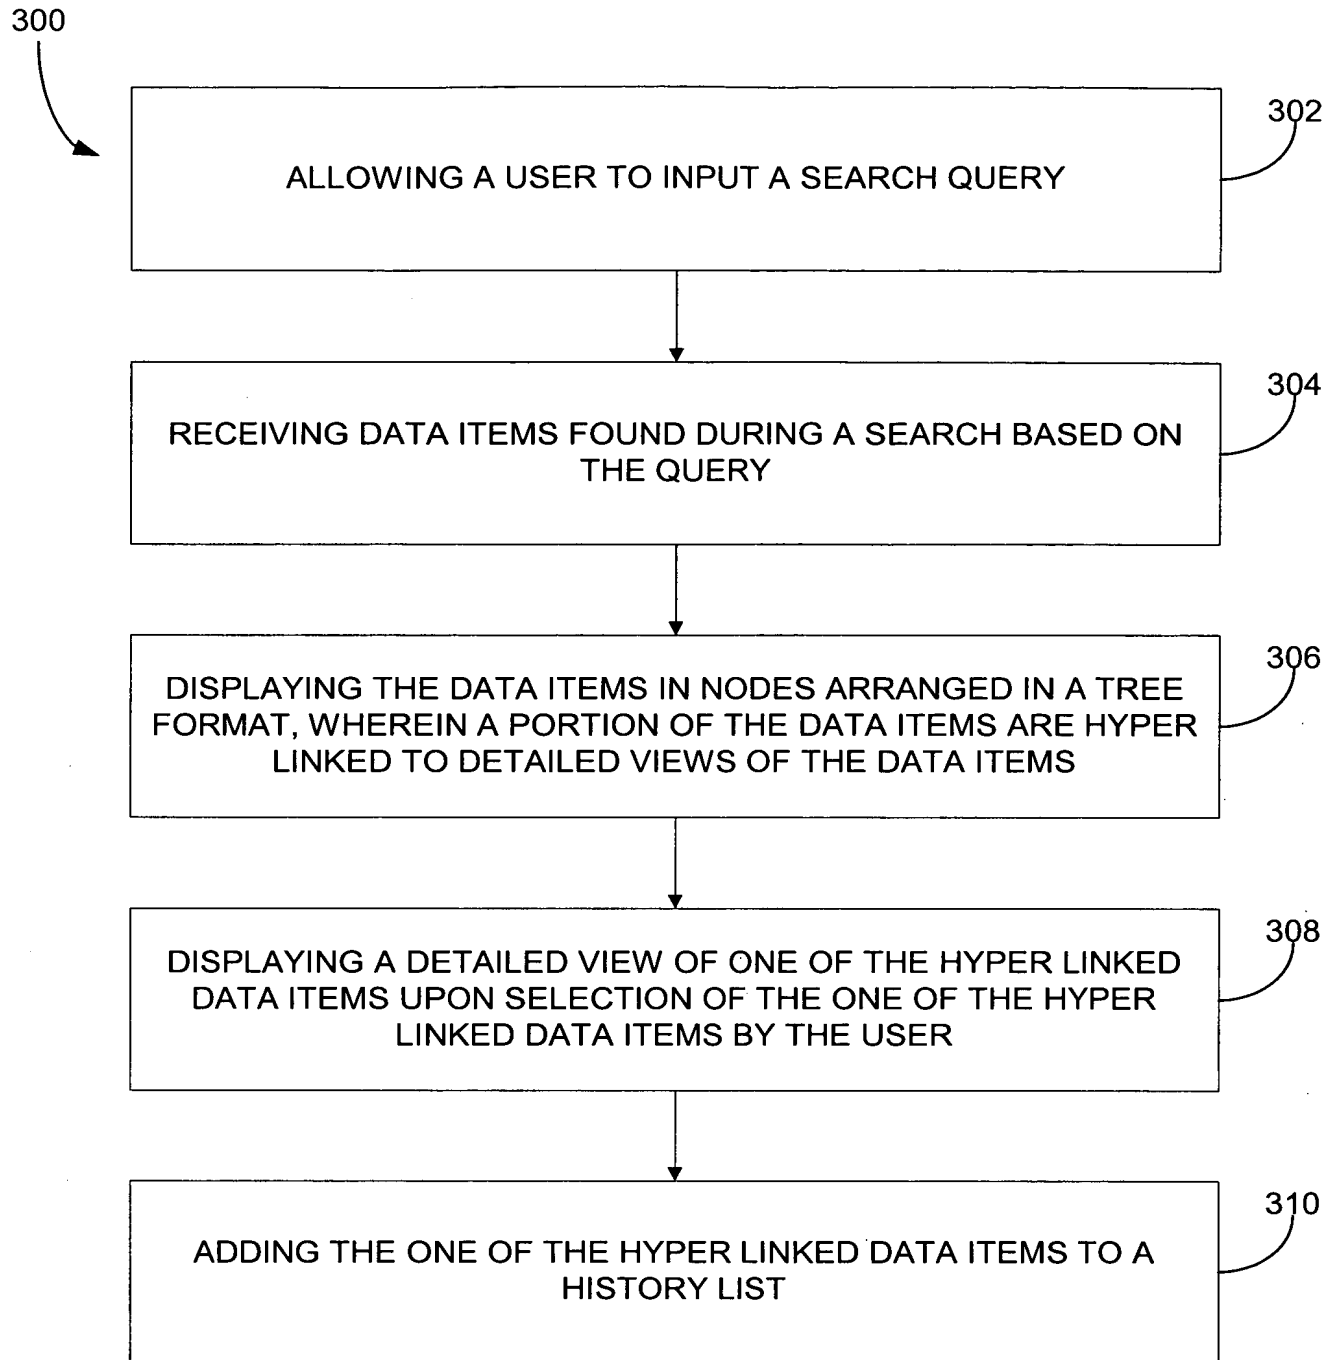 300
302
ALLOWING A USER TO INPUT A SEARCH QUERY
304
RECEIVING DATA ITEMS FOUND DURING A SEARCH BASED ON
THE QUERY
306
DISPLAYING THE DATA ITEMS IN NODES ARRANGED IN A TREE
FORMAT, WHEREIN A PORTION OF THE DATA ITEMS ARE HYPER
LINKED TO DETAILED VIEWS OF THE DATA ITEMS
308
DISPLAYING A DETAILED VIEW OF ONE OF THE HYPER LINKED
DATA ITEMS UPON SELECTION OF THE ONE OF THE HYPER
LINKED DATA ITEMS BY THE USER
310
ADDING THE ONE OF THE HYPER LINKED DATA ITEMS TO A
HISTORY LIST